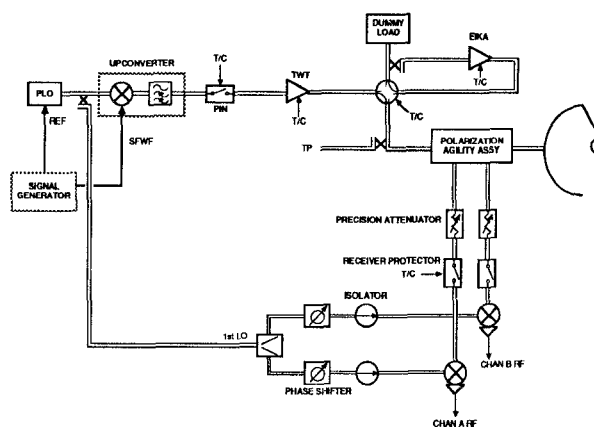 DUMMY
LOAD
EIKA
UPCONVERTER
T/C
TWT
T/C
PLO
PIN
T/C
T/C
REF
SFWF
TP
POLARIZATION
AGILITY ASSY
SIGNAL
GENERATOR
PRECISION ATTENUATOR
RECEIVER PROTECTOR
T/C
ISOLATOR
1st LO
PHASE SHIFTER
CHAN B RF
CHAN A RF